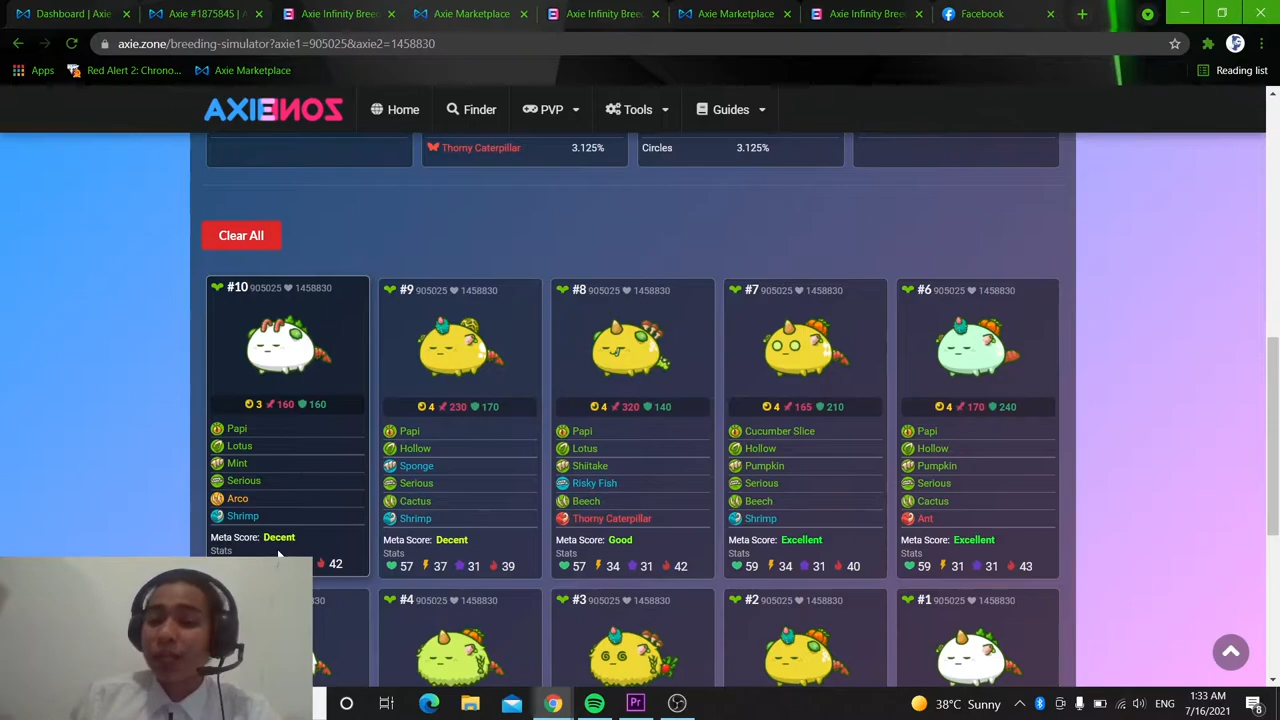 Dashboard | Axie
Axie #1875845 | A
Axie Infinity Breed
Axie Marketplace
Axie Infinity Breed
Axie Marketplace
Axie Infinity Breed
Facebook
axie.zone/breeding-simulator?axie1=905025&axie2=1458830
Apps
Red Alert 2: Chrono...
Axie Marketplace
Reading list
AXIE ZONE
Home
Finder
PVP
Tools
Guides
Thorny Caterpillar 3.125%
Circles 3.125%
Clear All
#10 905025 1458830
3 160 160
Papi
Lotus
Mint
Serious
Arco
Shrimp
Meta Score: Decent
Stats
42
#9 905025 1458830
4 230 170
Papi
Hollow
Sponge
Serious
Cactus
Shrimp
Meta Score: Decent
Stats
57 37 31 39
#8 905025 1458830
4 320 140
Papi
Lotus
Shiitake
Risky Fish
Beech
Thorny Caterpillar
Meta Score: Good
Stats
57 34 31 42
#7 905025 1458830
4 165 210
Cucumber Slice
Hollow
Pumpkin
Serious
Beech
Shrimp
Meta Score: Excellent
Stats
59 34 31 40
#6 905025 1458830
4 170 240
Papi
Hollow
Pumpkin
Serious
Cactus
Ant
Meta Score: Excellent
Stats
59 31 31 43
1458830
#4 905025 1458830
#3 905025 1458830
#2 905025 1458830
#1 905025 1458830
38°C Sunny
ENG
1:33 AM
7/16/2021
8